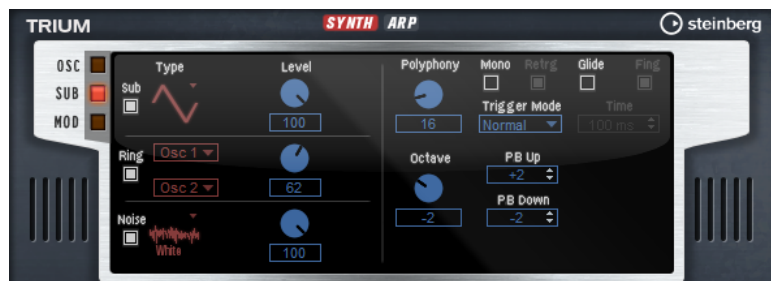 TRIUM SYNTH ARP steinberg
OSC Type Level Polyphony Mono Retrg Glide Fing
SUB Sub
MOD 100 16 Trigger Mode Time
Normal 100 ms
Ring Osc 1 Octave P.B Up
+2
Osc 2 62 P.B Down
-2 -2
Noise
White 100